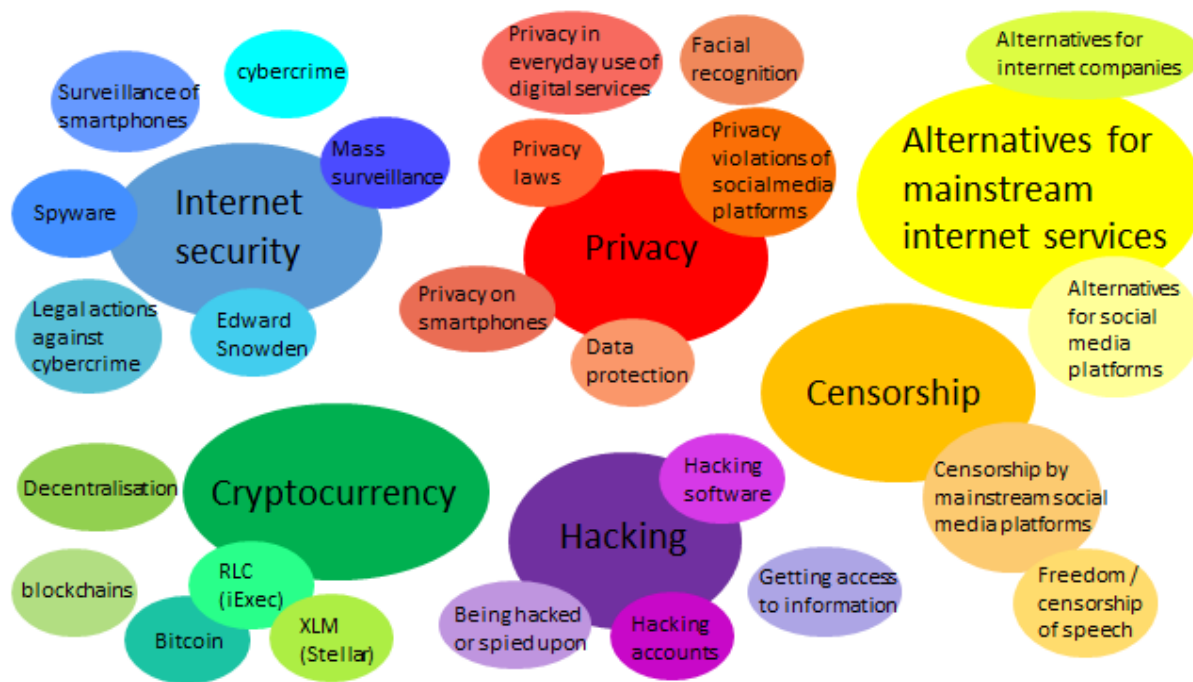 cybercrime
Surveillance of
smartphones
Mass
surveillance
Spyware
Internet
security
Legal actions
against
cybercrime
Edward
Snowden
Privacy in
everyday use of
digital services
Facial
recognition
Privacy
laws
Privacy
violations of
socialmedia
platforms
Privacy
Privacy on
smartphones
Data
protection
Alternatives for
internet companies
Alternatives for
mainstream
internet services
Alternatives
for social
media
platforms
Censorship
Censorship by
mainstream social
media platforms
Freedom /
censorship
of speech
Decentralisation
Cryptocurrency
blockchains
RLC
(iExec)
Bitcoin
XLM
(Stellar)
Hacking
software
Hacking
Getting access
to information
Being hacked
or spied upon
Hacking
accounts